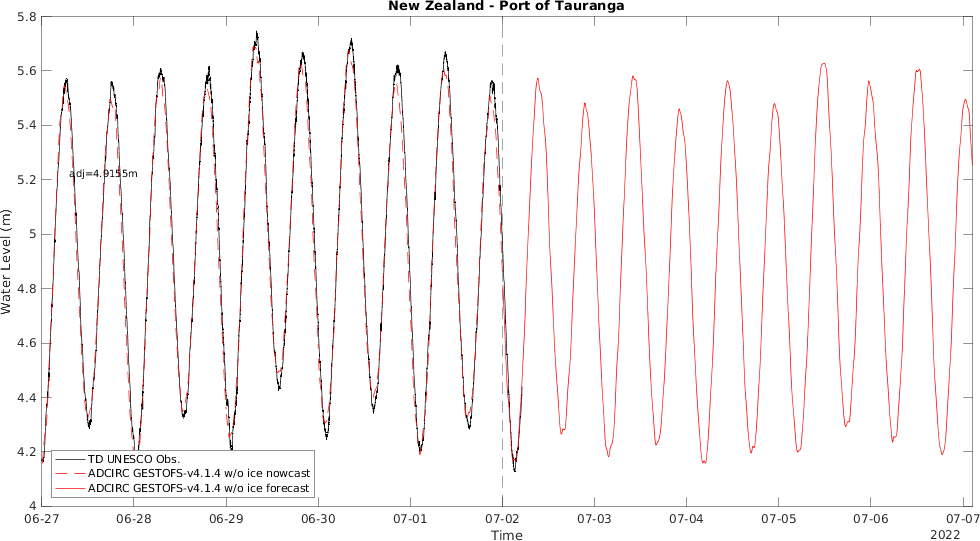 New Zealand - Port of Tauranga
5.8
5.6
5.4
5.2
5
4.8
4.6
4.4
4.2
4
Water Level (m)
adj=4.9155m
TD UNESCO Obs.
ADCIRC GESTOFS-v4.1.4 w/o ice nowcast
ADCIRC GESTOFS-v4.1.4 w/o ice forecast
06-27 06-28 06-29 06-30 07-01 07-02 07-03 07-04 07-05 07-06 07-07
Time
2022